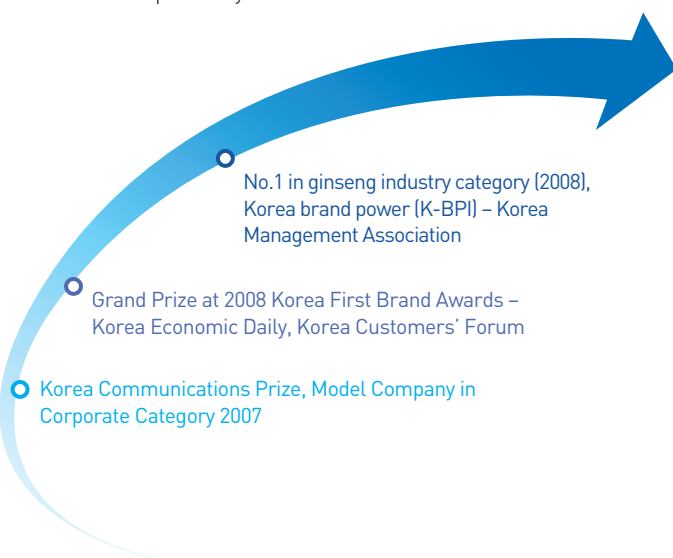 No.1 in ginseng industry category (2008),
Korea brand power (K-BPI) – Korea
Management Association
Grand Prize at 2008 Korea First Brand Awards –
Korea Economic Daily, Korea Customers’ Forum
Korea Communications Prize, Model Company in
Corporate Category 2007